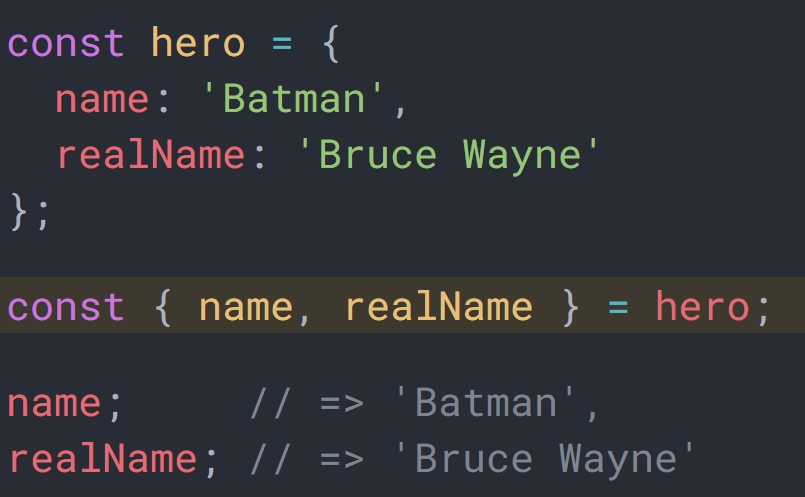 const hero = {
  name: 'Batman',
  realName: 'Bruce Wayne'
};
const { name, realName } = hero;
name;     // => 'Batman',
realName; // => 'Bruce Wayne'